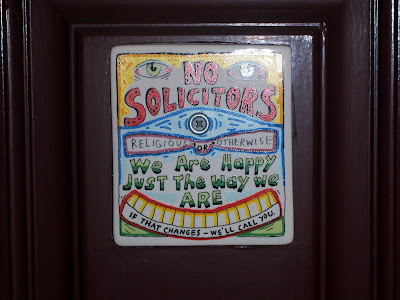 NO
SOLICITORS
RELIGIOUS OR OTHERWISE
We Are Happy
Just The Way We
ARE
IF THAT CHANGES - WE'LL CALL YOU.